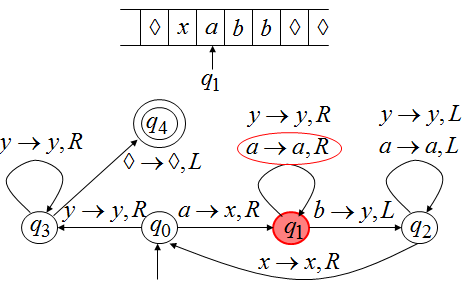 ◊ x a b b ◊ ◊
q₁
y → y, R
y → y, L
q₄
y → y, R
a → a, R
a → a, L
◊ → ◊, L
y → y, R
a → x, R
b → y, L
q₃
q₀
q₁
q₂
x → x, R